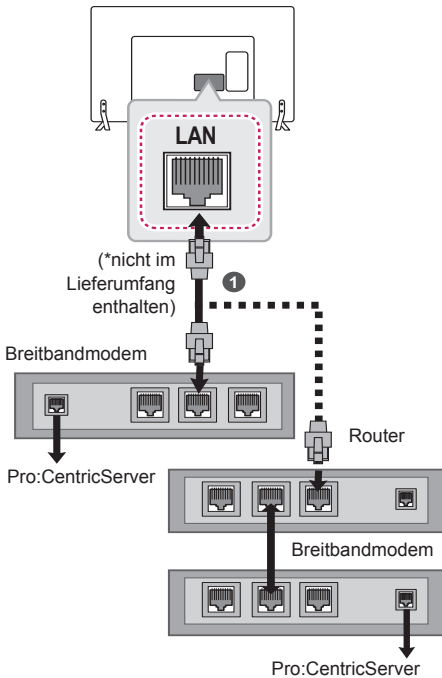 LAN
(*nicht im
Lieferumfang
enthalten)
1
Breitbandmodem
Pro:CentricServer
Router
Breitbandmodem
Pro:CentricServer